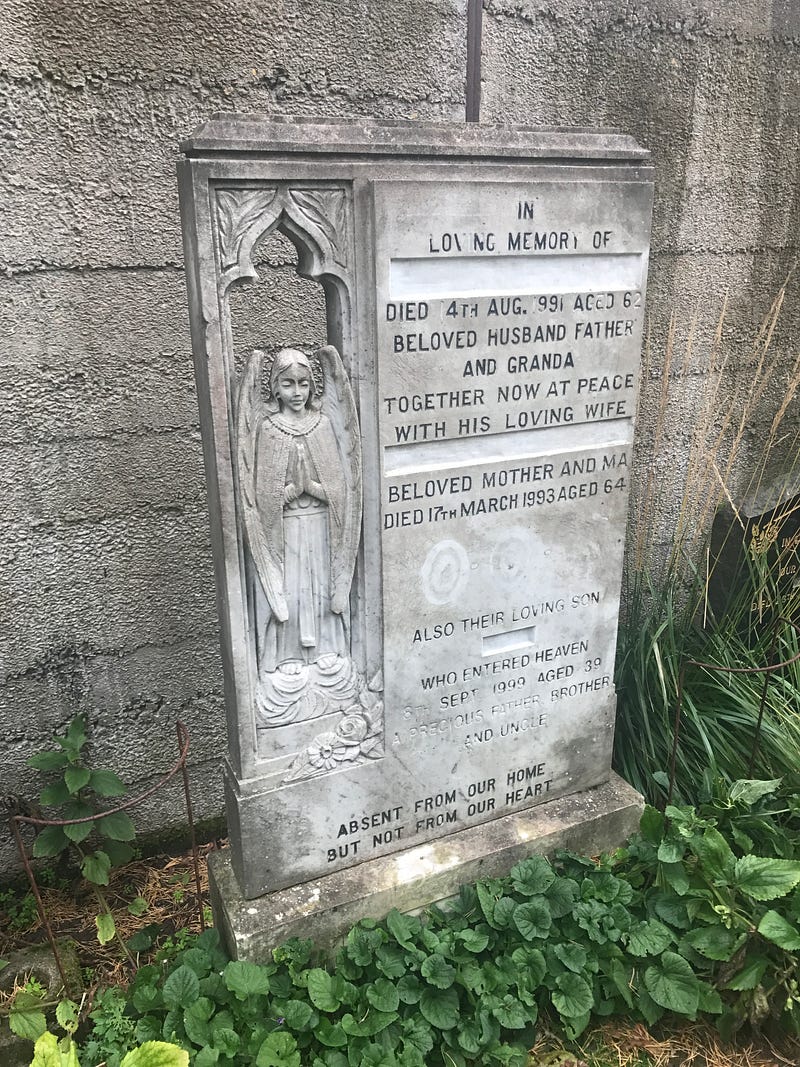 IN
LOVING MEMORY OF
DIED 14TH AUG. 1991 AGED 62
BELOVED HUSBAND FATHER
AND GRANDA
TOGETHER NOW AT PEACE
WITH HIS LOVING WIFE
BELOVED MOTHER AND MA
DIED 17TH MARCH 1993 AGED 64
ALSO THEIR LOVING SON
WHO ENTERED HEAVEN
8TH SEPT 1999 AGED 39
A PRECIOUS FATHER, BROTHER,
AND UNCLE
ABSENT FROM OUR HOME
BUT NOT FROM OUR HEART
IN
OUR